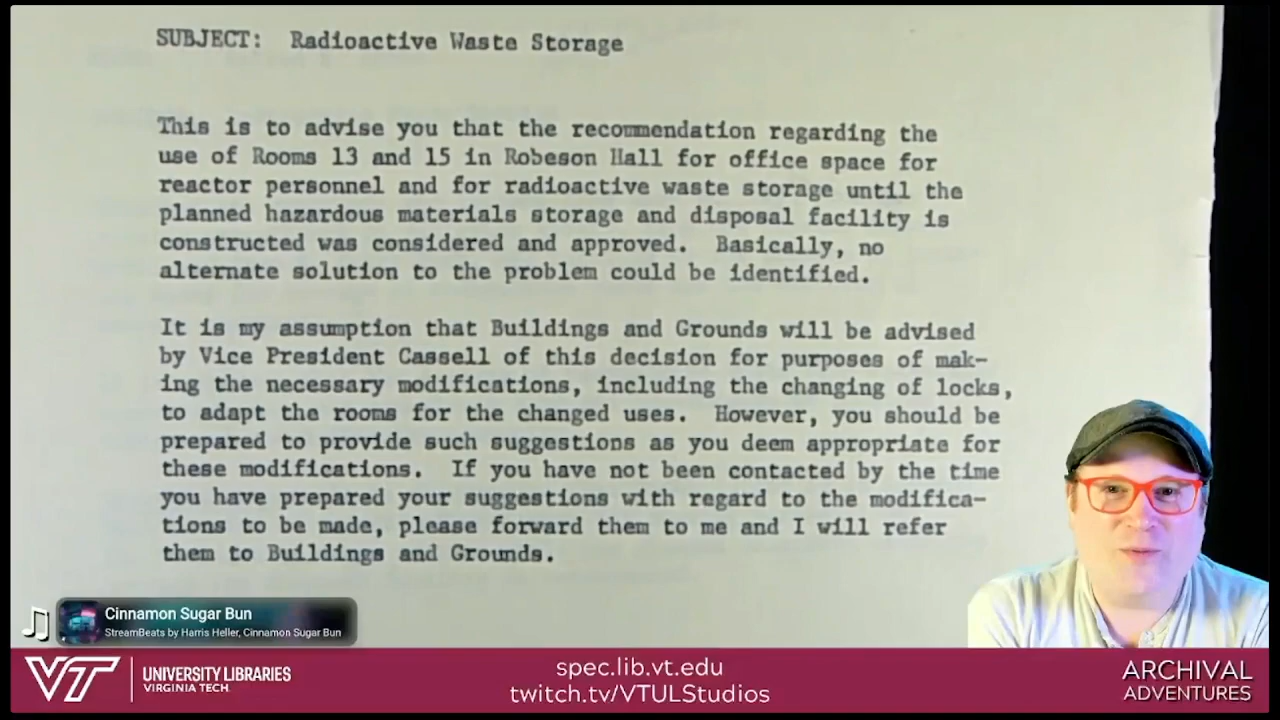 SUBJECT: Radioactive Waste Storage
This is to advise you that the recommendation regarding the
use of Rooms 13 and 15 in Robeson Hall for office space for
reactor personnel and for radioactive waste storage until the
planned hazardous materials storage and disposal facility is
constructed was considered and approved. Basically, no
alternate solution to the problem could be identified.
It is my assumption that Buildings and Grounds will be advised
by Vice President Cassell of this decision for purposes of mak-
ing the necessary modifications, including the changing of locks,
to adapt the rooms for the changed uses. However, you should be
prepared to provide such suggestions as you deem appropriate for
these modifications. If you have not been contacted by the time
you have prepared your suggestions with regard to the modifica-
tions to be made, please forward them to me and I will refer
them to Buildings and Grounds.
Cinnamon Sugar Bun
StreamBeats by Harris Heller, Cinnamon Sugar Bun
VT
UNIVERSITY LIBRARIES
VIRGINIA TECH
spec.lib.vt.edu
twitch.tv/VTULStudios
ARCHIVAL
ADVENTURES